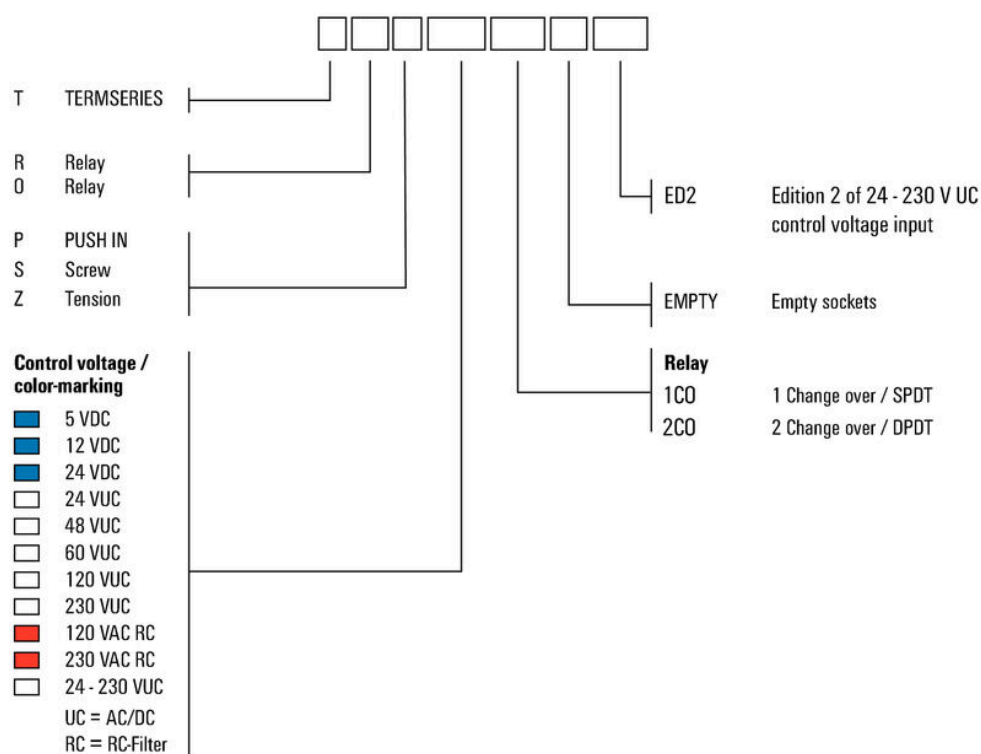 T TERMSERIES
R Relay
O Relay
P PUSH IN
S Screw
Z Tension
Control voltage /
color-marking
5 VDC
12 VDC
24 VDC
24 VUC
48 VUC
60 VUC
120 VUC
230 VUC
120 VAC RC
230 VAC RC
24 - 230 VUC
UC = AC/DC
RC = RC-Filter
ED2 Edition 2 of 24 - 230 V UC
control voltage input
EMPTY Empty sockets
Relay
1CO 1 Change over / SPDT
2CO 2 Change over / DPDT